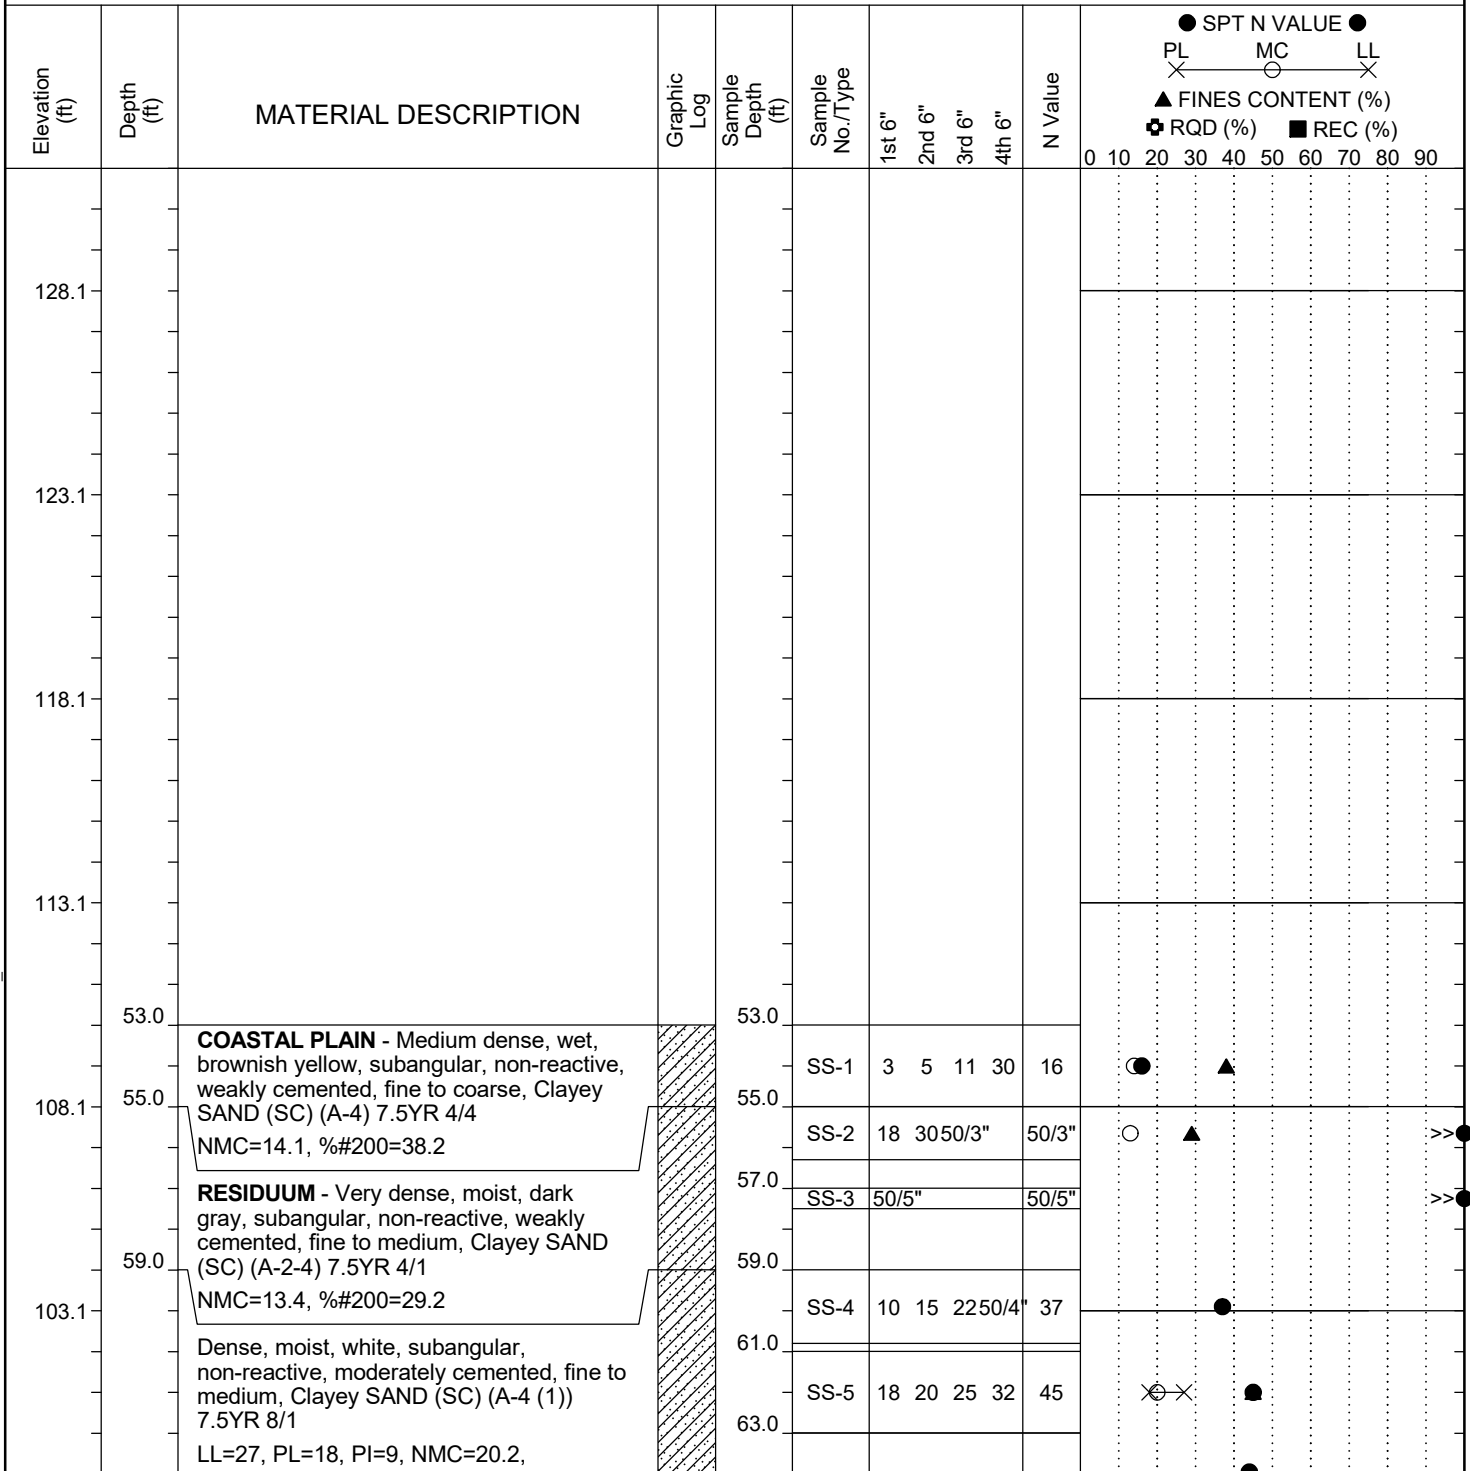 Elevation
(ft)
Depth
(ft)
MATERIAL DESCRIPTION
Graphic
Log
Sample
Depth
(ft)
Sample
No./Type
1st 6"
2nd 6"
3rd 6"
4th 6"
N Value
SPT N VALUE
PL MC LL
FINES CONTENT (%)
RQD (%) REC (%)
0 10 20 30 40 50 60 70 80 90
128.1
123.1
118.1
113.1
53.0 53.0
COASTAL PLAIN - Medium dense, wet,
brownish yellow, subangular, non-reactive,
weakly cemented, fine to coarse, Clayey
SAND (SC) (A-4) 7.5YR 4/4
NMC=14.1, %#200=38.2
SS-1 3 5 11 30 16
108.1 55.0 55.0
SS-2 18 30 50/3" 50/3" >>
57.0
RESIDUUM - Very dense, moist, dark
gray, subangular, non-reactive, weakly
cemented, fine to medium, Clayey SAND
(SC) (A-2-4) 7.5YR 4/1
NMC=13.4, %#200=29.2
SS-3 50/5" 50/5" >>
59.0 59.0
103.1
SS-4 10 15 22 50/4" 37
61.0
Dense, moist, white, subangular,
non-reactive, moderately cemented, fine to
medium, Clayey SAND (SC) (A-4 (1))
7.5YR 8/1
LL=27, PL=18, PI=9, NMC=20.2,
SS-5 18 20 25 32 45
63.0